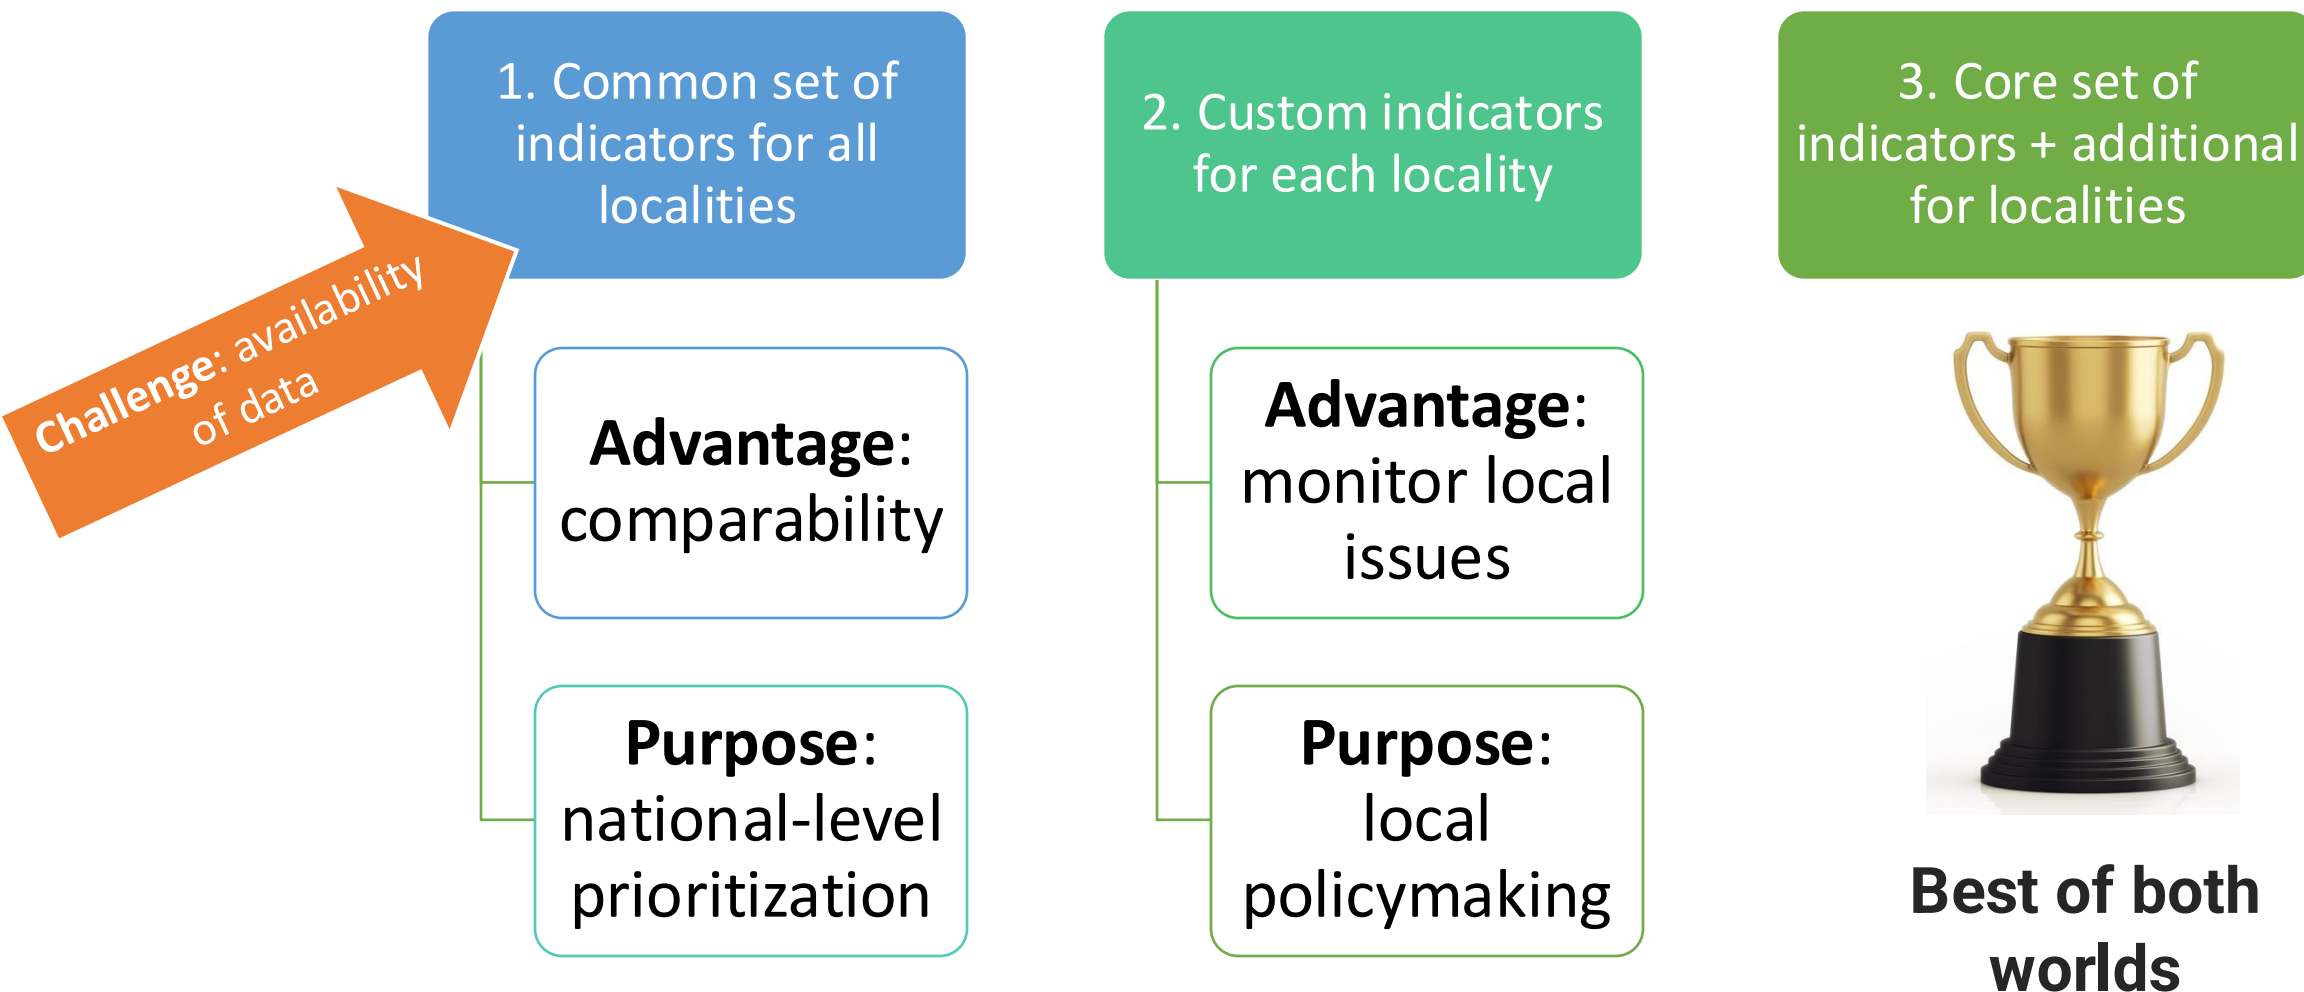 1. Common set of
indicators for all
localities
Challenge: availability
of data
Advantage:
comparability
Purpose:
national-level
prioritization
2. Custom indicators
for each locality
Advantage:
monitor local
issues
Purpose:
local
policymaking
3. Core set of
indicators + additional
for localities
Best of both
worlds